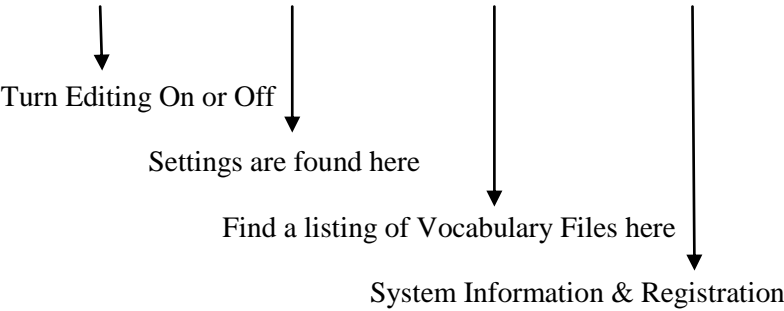 Turn Editing On or Off
Settings are found here
Find a listing of Vocabulary Files here
System Information & Registration